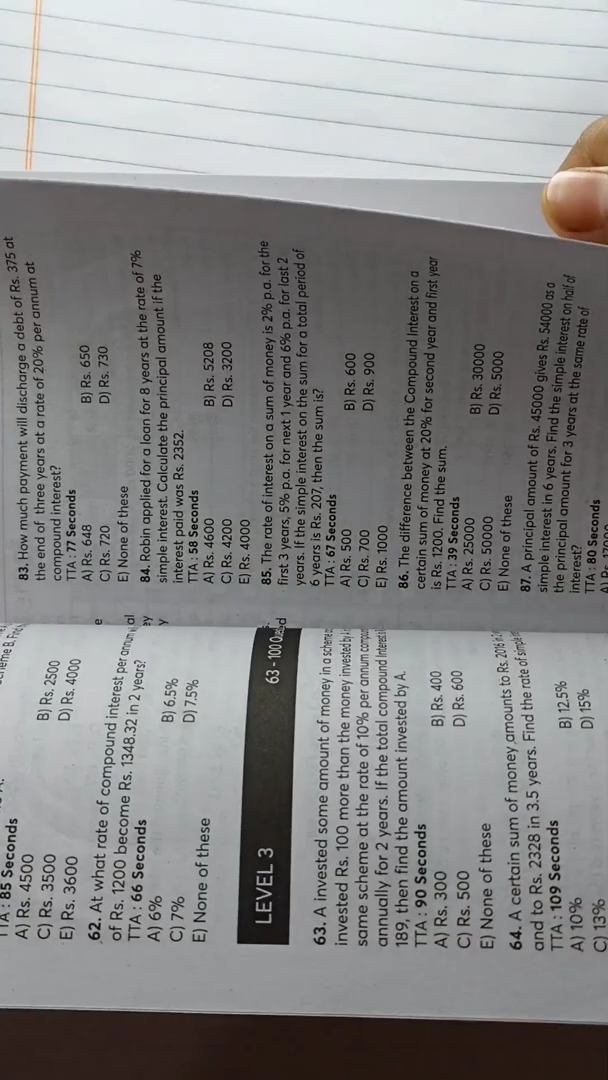 TTA : 85 Seconds
A) Rs. 4500 B) Rs. 2500
C) Rs. 3500 D) Rs. 4000
E) Rs. 3600
62. At what rate of compound interest per annum
of Rs. 1200 become Rs. 1348.32 in 2 years?
TTA : 66 Seconds
A) 6% B) 6.5%
C) 7% D) 7.5%
E) None of these
LEVEL 3 63 - 100
63. A invested some amount of money in a scheme
invested Rs. 100 more than the money invested by
same scheme at the rate of 10% per annum
annually for 2 years. If the total compound Interest
189, then find the amount invested by A.
TTA : 90 Seconds
A) Rs. 300 B) Rs. 400
C) Rs. 500 D) Rs. 600
E) None of these
64. A certain sum of money amounts to Rs. 2016 in
and to Rs. 2328 in 3.5 years. Find the rate of simple
TTA : 109 Seconds
A) 10% B) 12.5%
C) 13% D) 15%
83. How much payment will discharge a debt of Rs. 375 at
the end of three years at a rate of 20% per annum at
compound interest?
TTA : 77 Seconds
A) Rs. 648 B) Rs. 650
C) Rs. 720 D) Rs. 730
E) None of these
84. Robin applied for a loan for 8 years at the rate of 7%
simple interest. Calculate the principal amount if the
interest paid was Rs. 2352.
TTA : 58 Seconds
A) Rs. 4600 B) Rs. 5208
C) Rs. 4200 D) Rs. 3200
E) Rs. 4000
85. The rate of interest on a sum of money is 2% p.a. for the
first 3 years, 5% p.a. for next 1 year and 6% p.a. for last 2
years. If the simple interest on the sum for a total period of
6 years is Rs. 207, then the sum is?
TTA : 67 Seconds
A) Rs. 500 B) Rs. 600
C) Rs. 700 D) Rs. 900
E) Rs. 1000
86. The difference between the Compound Interest on a
certain sum of money at 20% for second year and first year
is Rs. 1200. Find the sum.
TTA : 39 Seconds
A) Rs. 25000 B) Rs. 30000
C) Rs. 50000 D) Rs. 5000
E) None of these
87. A principal amount of Rs. 45000 gives Rs. 54000 as a
simple interest in 6 years. Find the simple interest on half of
the principal amount for 3 years at the same rate of
interest?
TTA : 80 Seconds